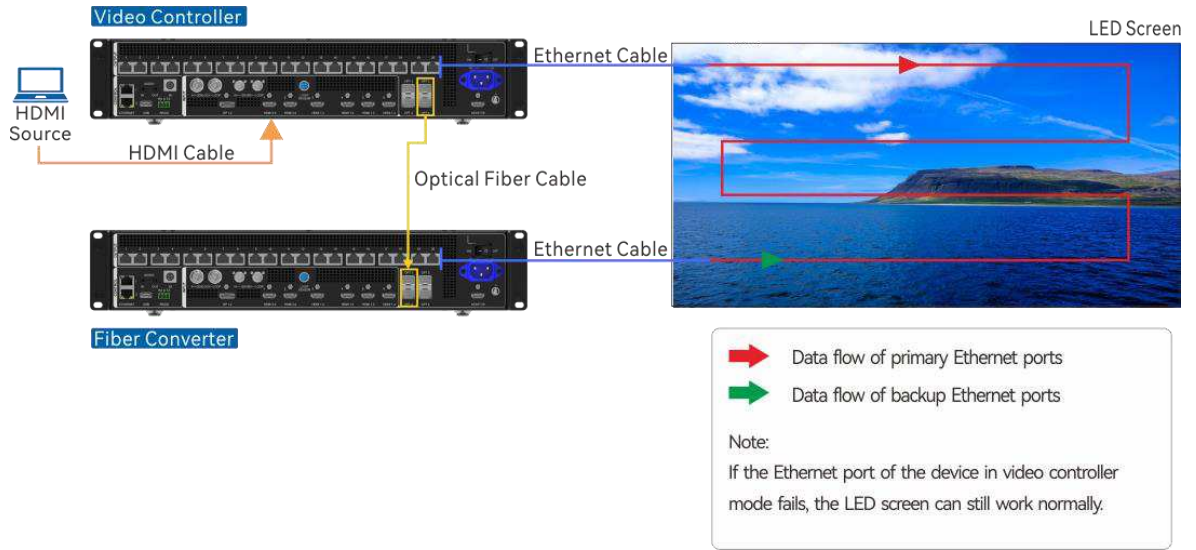 Video Controller
LED Screen
Ethernet Cable
HDMI
Source
HDMI Cable
Optical Fiber Cable
Ethernet Cable
Fiber Converter
Data flow of primary Ethernet ports
Data flow of backup Ethernet ports
Note:
If the Ethernet port of the device in video controller
mode fails, the LED screen can still work normally.